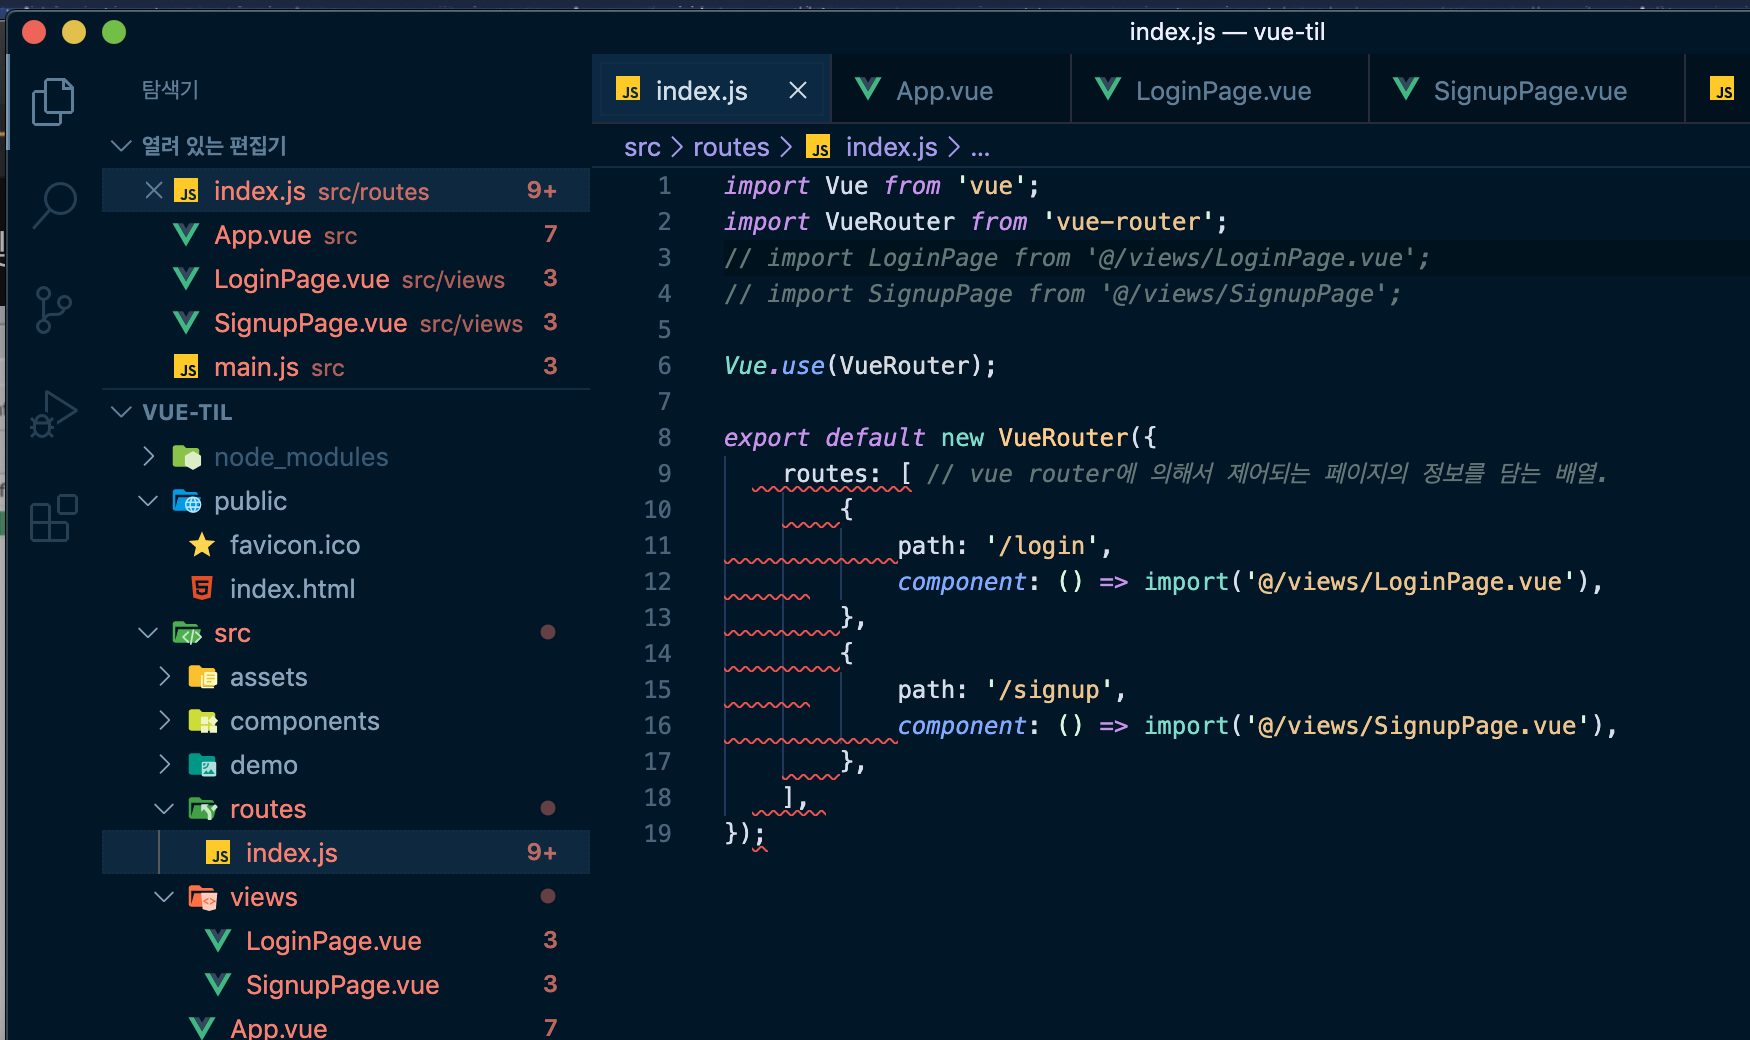 index.js — vue-til
탐색기
열려 있는 편집기
index.js src/routes 9+
App.vue src 7
LoginPage.vue src/views 3
SignupPage.vue src/views 3
main.js src 3
VUE-TIL
node_modules
public
favicon.ico
index.html
src
assets
components
demo
routes
index.js 9+
views
LoginPage.vue 3
SignupPage.vue 3
App.vue 7
index.js App.vue LoginPage.vue SignupPage.vue JS
src > routes > JS index.js > ...
1 import Vue from 'vue';
2 import VueRouter from 'vue-router';
3 // import LoginPage from '@/views/LoginPage.vue';
4 // import SignupPage from '@/views/SignupPage';
5
6 Vue.use(VueRouter);
7
8 export default new VueRouter({
9 routes: [ // vue router에 의해서 제어되는 페이지의 정보를 담는 배열.
10 {
11 path: '/login',
12 component: () => import('@/views/LoginPage.vue'),
13 },
14 {
15 path: '/signup',
16 component: () => import('@/views/SignupPage.vue'),
17 },
18 ],
19 });